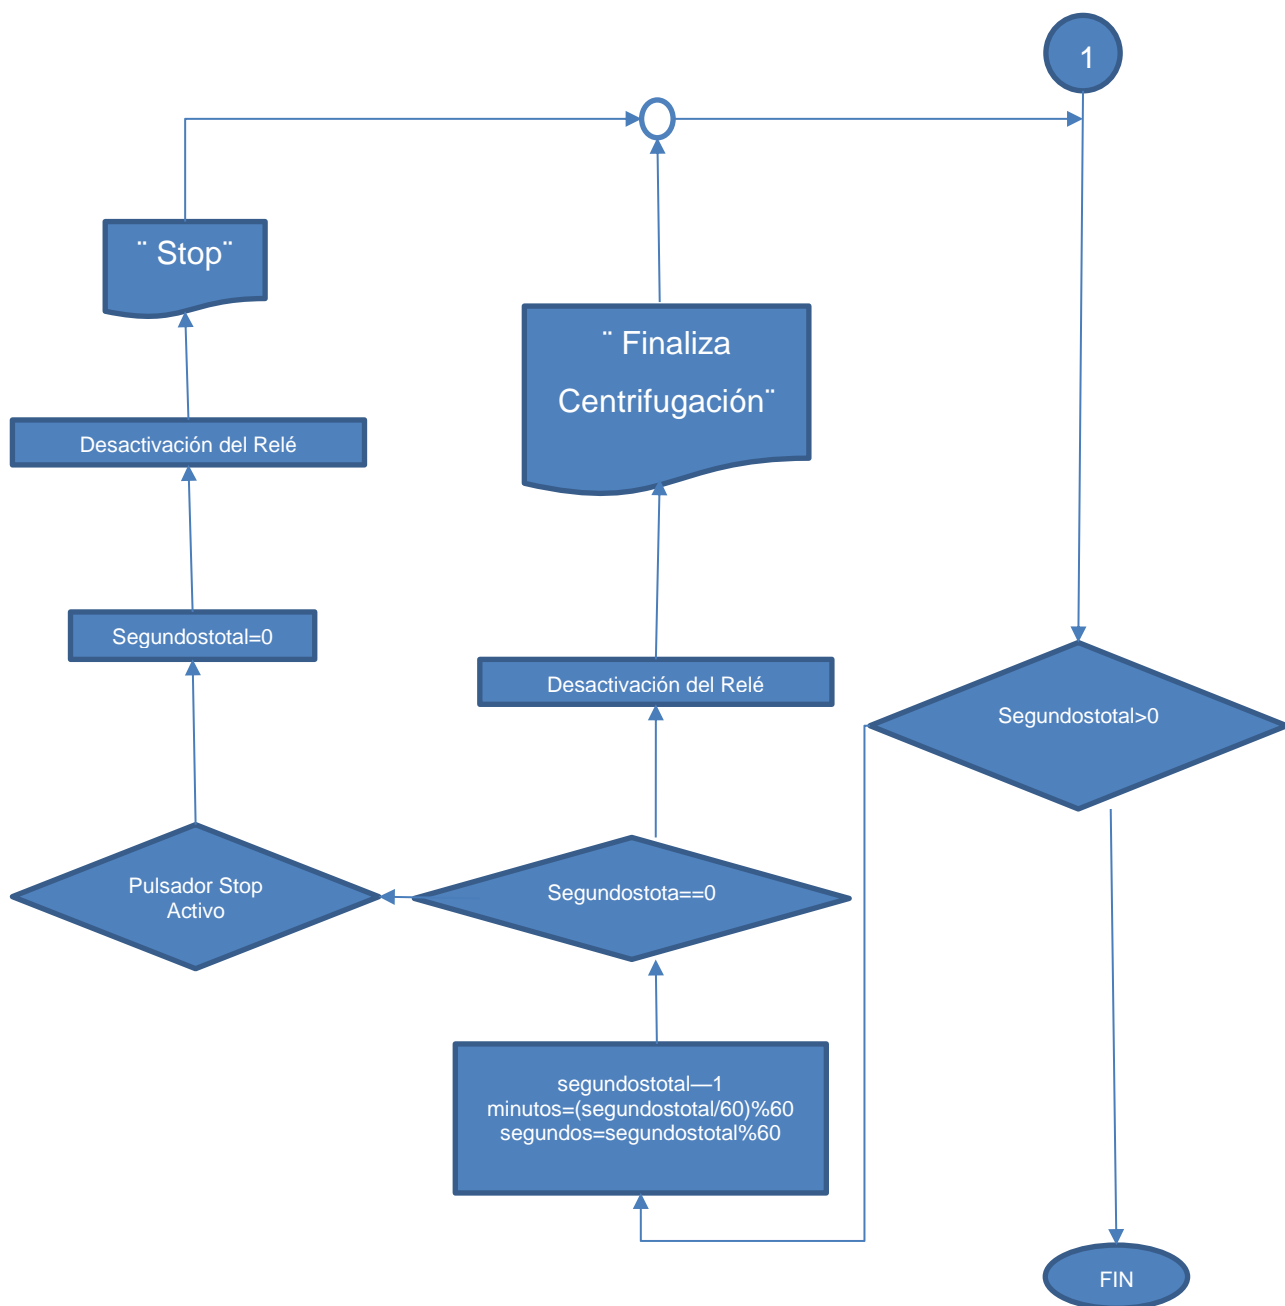 1
¨ Stop¨
¨ Finaliza
Centrifugación¨
Desactivación del Relé
Segundostotal=0
Desactivación del Relé
Segundostotal>0
Pulsador Stop
Activo
Segundostota==0
segundostotal—1
minutos=(segundostotal/60)%60
segundos=segundostotal%60
FIN